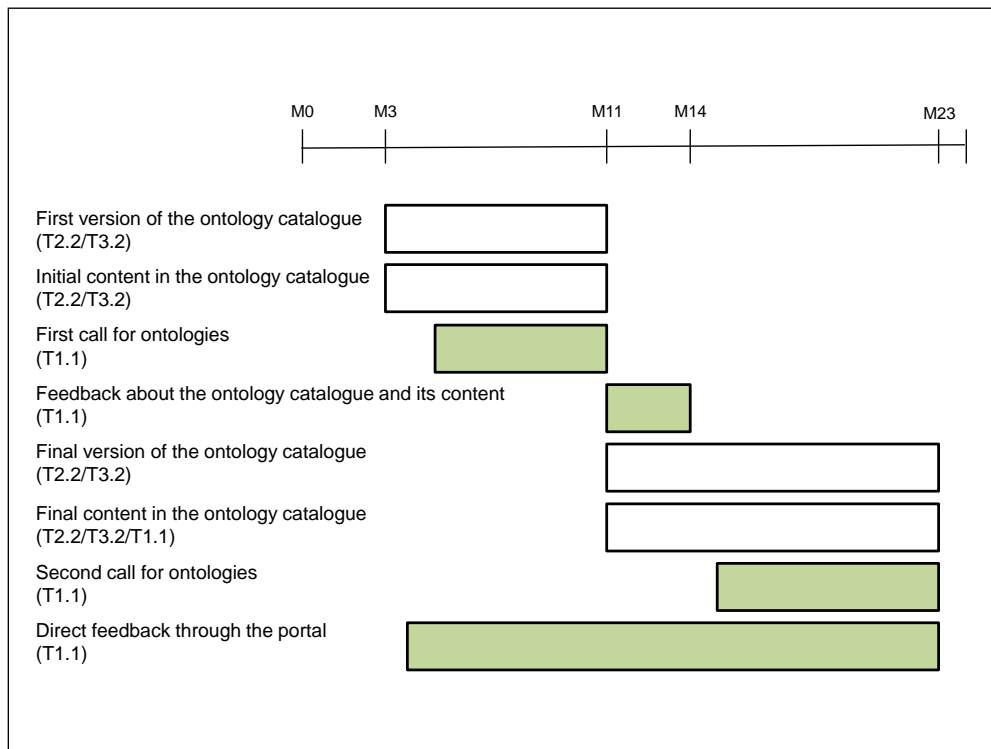 M0 M3 M11 M14 M23
First version of the ontology catalogue
(T2.2/T3.2)
Initial content in the ontology catalogue
(T2.2/T3.2)
First call for ontologies
(T1.1)
Feedback about the ontology catalogue and its content
(T1.1)
Final version of the ontology catalogue
(T2.2/T3.2)
Final content in the ontology catalogue
(T2.2/T3.2/T1.1)
Second call for ontologies
(T1.1)
Direct feedback through the portal
(T1.1)